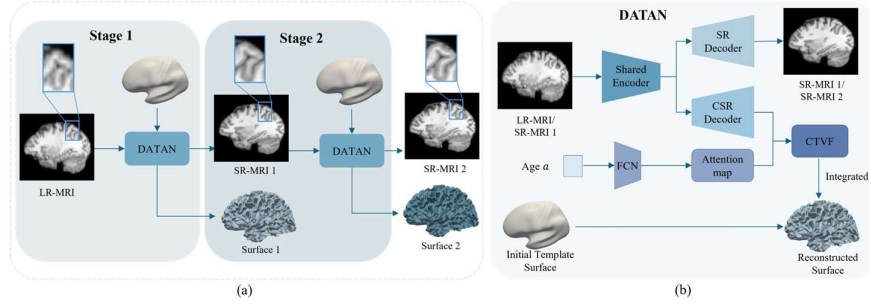 Stage 1
Stage 2
DATAN
DATAN
LR-MRI
SR-MRI 1
SR-MRI 2
Surface 1
Surface 2
(a)
DATAN
LR-MRI/
SR-MRI 1
Shared
Encoder
SR
Decoder
SR-MRI 1/
SR-MRI 2
CSR
Decoder
CTVF
Age a
FCN
Attention
map
Integrated
Initial Template
Surface
Reconstructed
Surface
(b)